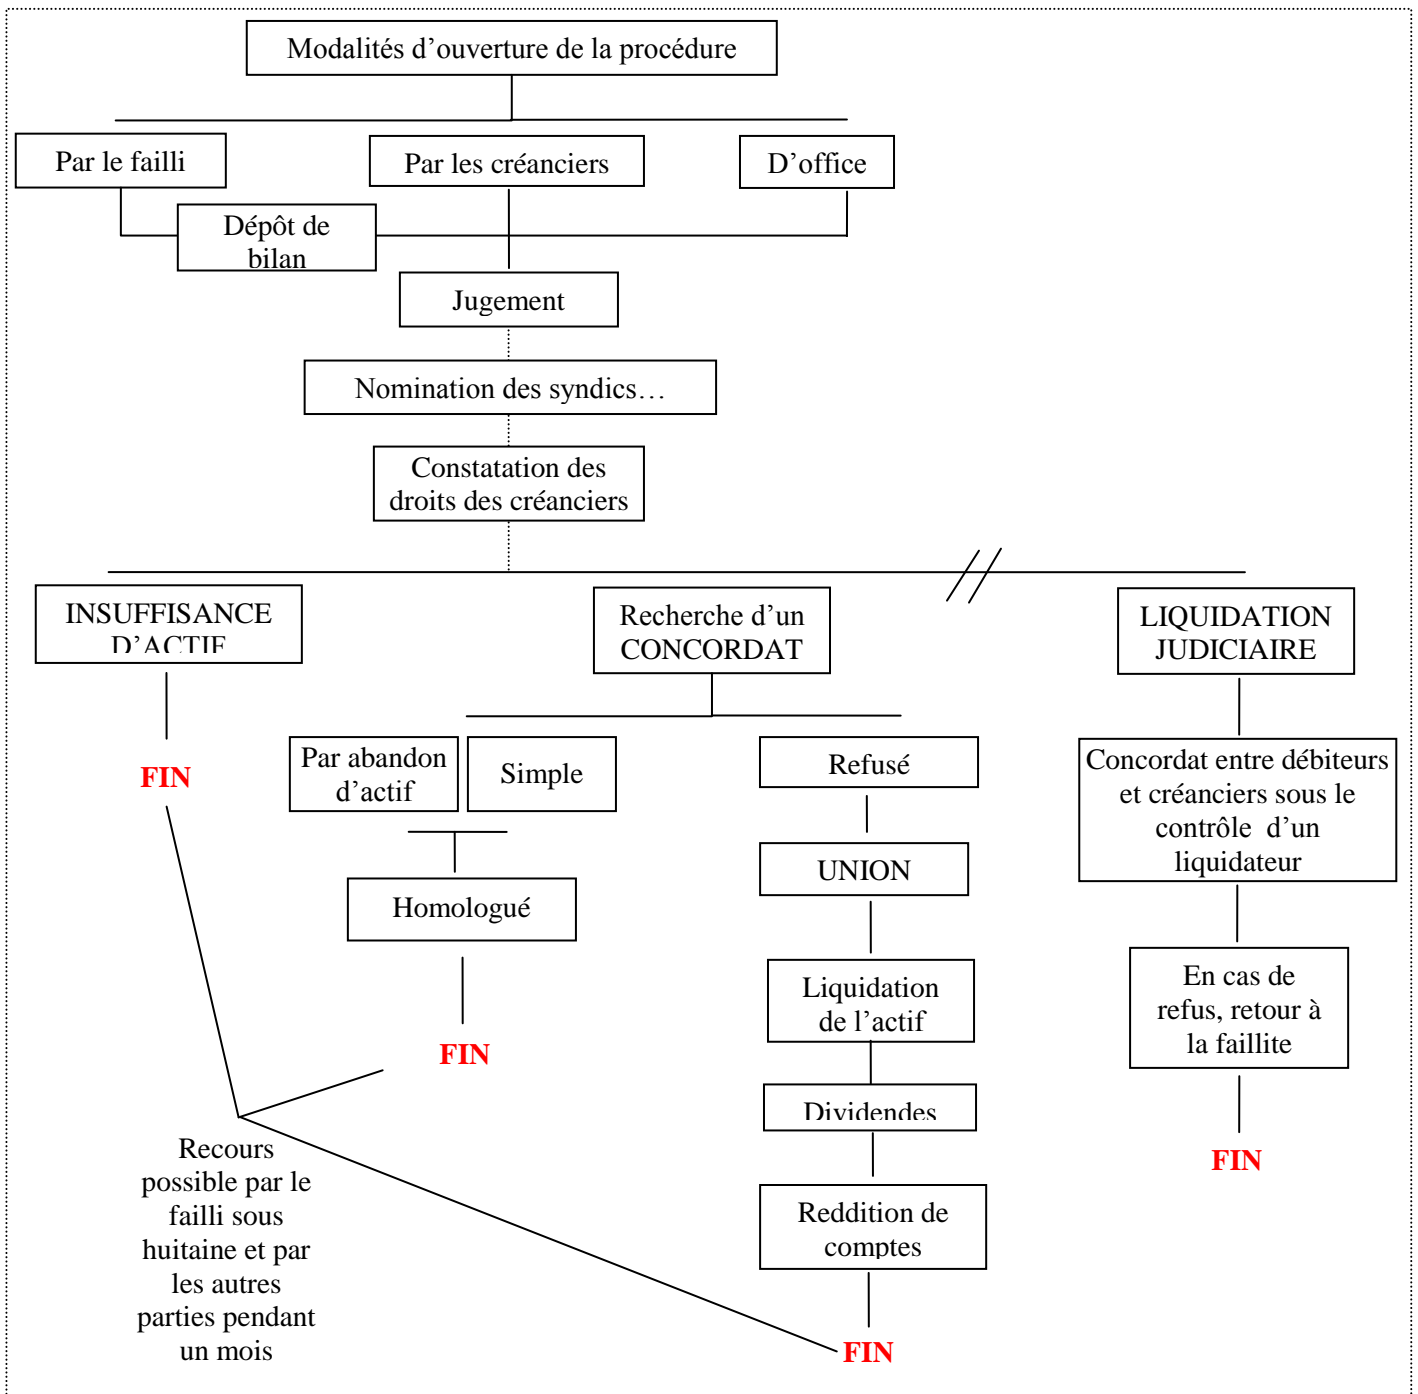 Modalités d’ouverture de la procédure
Par le failli
Par les créanciers
D’office
Dépôt de
bilan
Jugement
Nomination des syndics…
Constatation des
droits des créanciers
INSUFFISANCE
D’ACTIF
Recherche d’un
CONCORDAT
LIQUIDATION
JUDICIAIRE
FIN
Par abandon
d’actif
Simple
Refusé
Concordat entre débiteurs
et créanciers sous le
contrôle d’un
liquidateur
Homologué
UNION
FIN
Liquidation
de l’actif
En cas de
refus, retour à
la faillite
Dividendes
FIN
Recours
possible par le
failli sous
huitaine et par
les autres
parties pendant
un mois
Reddition de
comptes
FIN